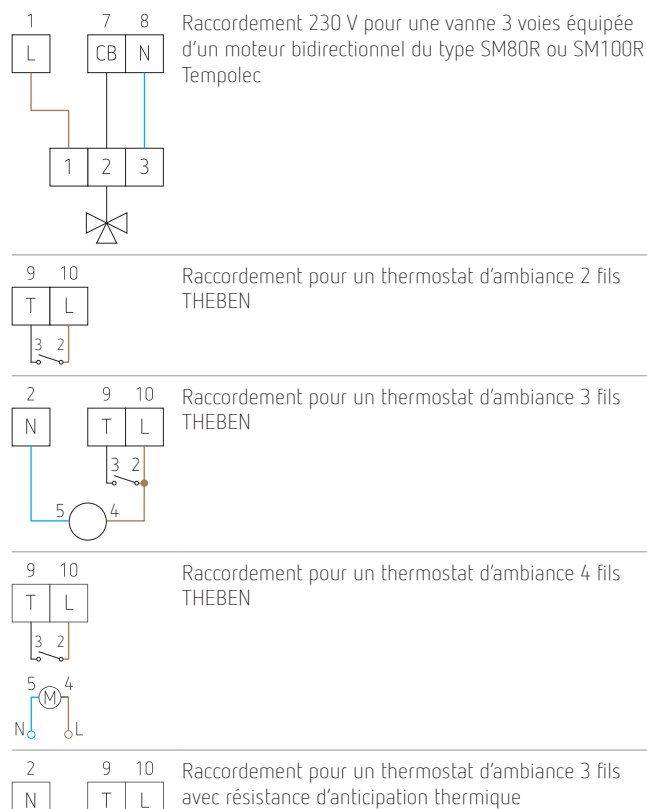 1 7 8
L CB N
1 2 3
Raccordement 230 V pour une vanne 3 voies équipée
d'un moteur bidirectionnel du type SM80R ou SM100R
Tempolec
9 10
T L
3 2
Raccordement pour un thermostat d'ambiance 2 fils
THEBEN
2 9 10
N T L
3 2
5 4
Raccordement pour un thermostat d'ambiance 3 fils
THEBEN
9 10
T L
3 2
5 M 4
N L
Raccordement pour un thermostat d'ambiance 4 fils
THEBEN
2 9 10
N T L
Raccordement pour un thermostat d'ambiance 3 fils
avec résistance d'anticipation thermique